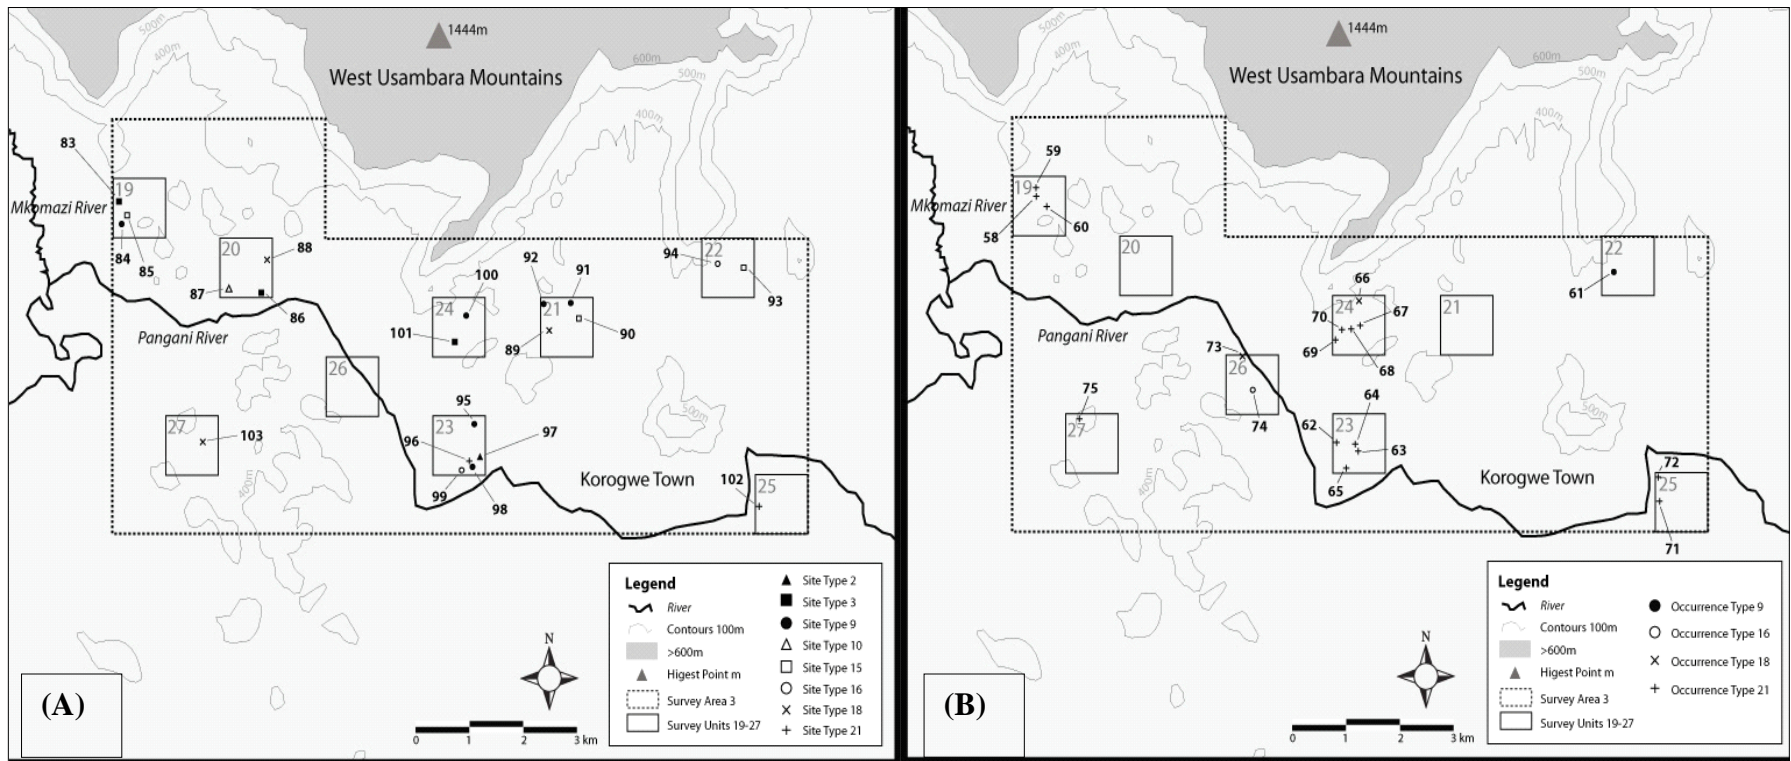 500m
400m
1444m
West Usambara Mountains
600m
500m
400m
83
19
Mkomazi River
84
85
20
88
87
86
Pangani River
100
24
101
92
91
21
89
90
94
22
93
26
27
103
95
23
96
97
99
98
500m
400m
Korogwe Town
102
25
Legend
River
Contours 100m
>600m
Higest Point m
Survey Area 3
Survey Units 19-27
Site Type 2
Site Type 3
Site Type 9
Site Type 10
Site Type 15
Site Type 16
Site Type 18
Site Type 21
N
0 1 2 3 km
(A)
500m
400m
1444m
West Usambara Mountains
600m
500m
400m
59
19
Mkomazi River
58
60
20
Pangani River
66
24
67
70
69
68
21
22
61
73
26
74
75
27
64
62
23
63
65
500m
400m
Korogwe Town
72
25
71
Legend
River
Contours 100m
>600m
Higest Point m
Survey Area 3
Survey Units 19-27
Occurrence Type 9
Occurrence Type 16
Occurrence Type 18
Occurrence Type 21
N
0 1 2 3 km
(B)